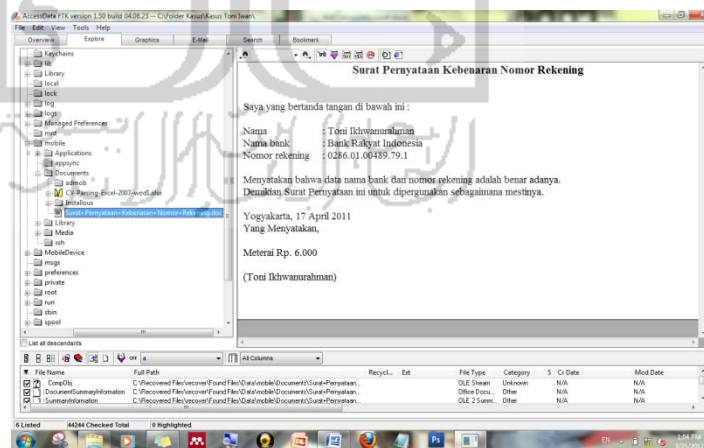 AccessData FTK version 1.50 build 04.08.23 -- C:\Folder Kasus\Kasus Toni Iwan\
File Edit View Tools Help
Overview Explore Graphics E-Mail Search Bookmark
Keychains
lib
Library
local
lock
log
logs
Managed Preferences
mnt
mobile
Applications
appsync
Documents
admob
CV-Parsing-Excel-2007-wodLahir
Installous
Surat+Pernyataan+Kebenaran+Nomor+Rekening.doc
Library
Media
ssh
MobileDevice
msgs
preferences
private
root
run
sbin
spool
List all descendants
Surat Pernyataan Kebenaran Nomor Rekening
Saya yang bertanda tangan di bawah ini :
Nama : Toni Ikhwanurahman
Nama bank : Bank Rakyat Indonesia
Nomor rekening : 0286.01.00489.79.1
Menyatakan bahwa data nama bank dan nomor rekening adalah benar adanya.
Demikian Surat Pernyataan ini untuk dipergunakan sebagaimana mestinya.
Yogyakarta, 17 April 2011
Yang Menyatakan,
Meterai Rp. 6.000
(Toni Ikhwanurahman)
OFF a All Columns
File Name Full Path Recycl... Ext File Type Category S Cr Date Mod Date
CompObj C:\Recovered Files\recover\Found Files\Data\mobile\Documents\Surat+Pernyataan... OLE Stream Unknown N/A N/A
DocumentSummaryInformation C:\Recovered Files\recover\Found Files\Data\mobile\Documents\Surat+Pernyataan... Office Docu... Other N/A N/A
SummaryInformation C:\Recovered Files\recover\Found Files\Data\mobile\Documents\Surat+Pernyataan... OLE 2 Summ... Other N/A N/A
6 Listed 44244 Checked Total 0 Highlighted
EN 1:04 PM